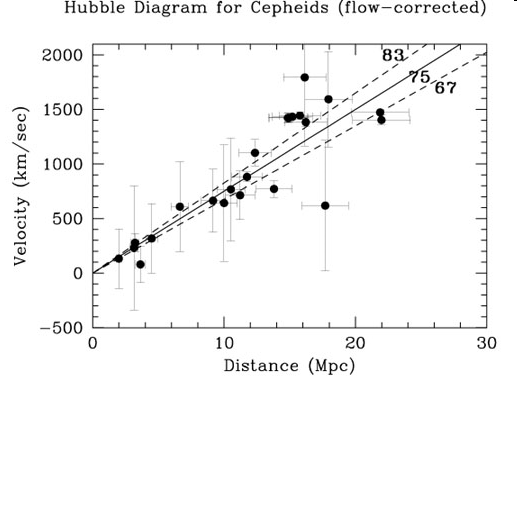 Hubble Diagram for Cepheids (flow-corrected)
2000
83
75
67
1500
1000
500
0
−500
Velocity (km/sec)
0 10 20 30
Distance (Mpc)